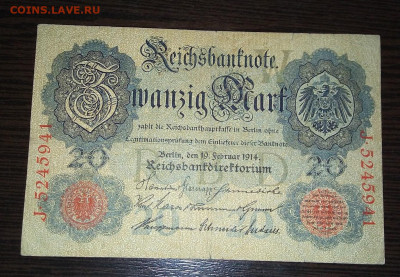 COINS.LAVE.RU
Reichsbanknote.
Zwanzig Mark
zahlt die Reichsbankhauptkasse in Berlin ohne
Legitimationsprüfung dem Einlieferer dieser Banknote
Berlin, den 19. Februar 1914.
Reichsbankdirektorium
20
20
J·5245941
J·5245941